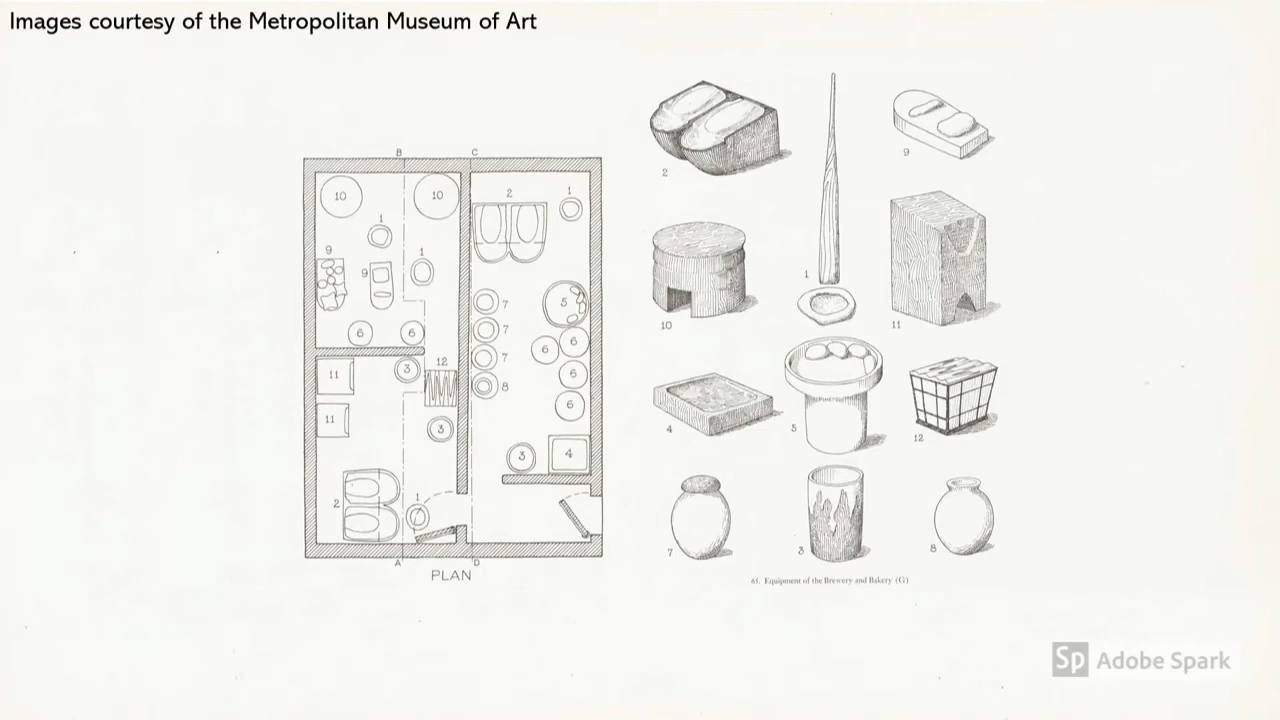 Images courtesy of the Metropolitan Museum of Art
B C
10 10 2 1
1
9 9 1
7 5
6 6 7 6 6
11 3 12 7 6
8
11 3 6
3 4
2 1
A D
PLAN
2 1 9
10 11
4 5 12
7 3 8
65. Equipment of the Brewery and Bakery (G)
Sp Adobe Spark